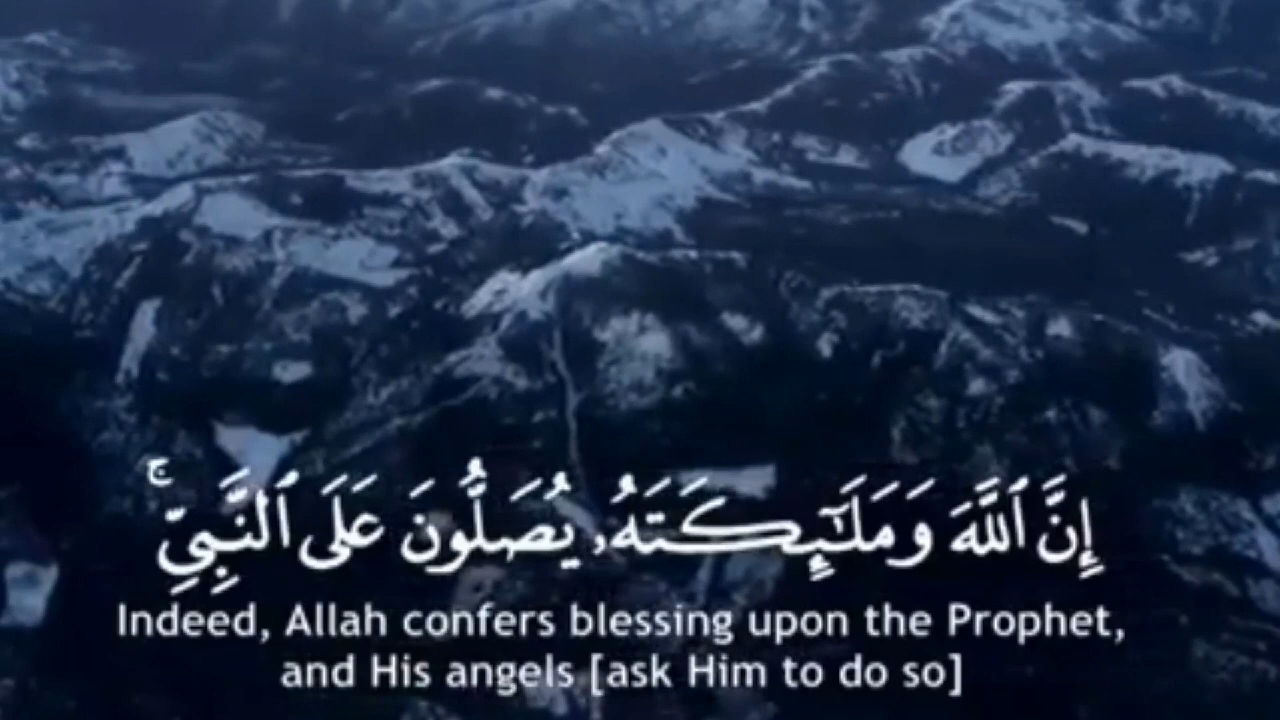 إِنَّ ٱللَّهَ وَمَلَـٰٓئِكَتَهُۥ يُصَلُّونَ عَلَى ٱلنَّبِىِّ ۚ
Indeed, Allah confers blessing upon the Prophet,
and His angels [ask Him to do so]